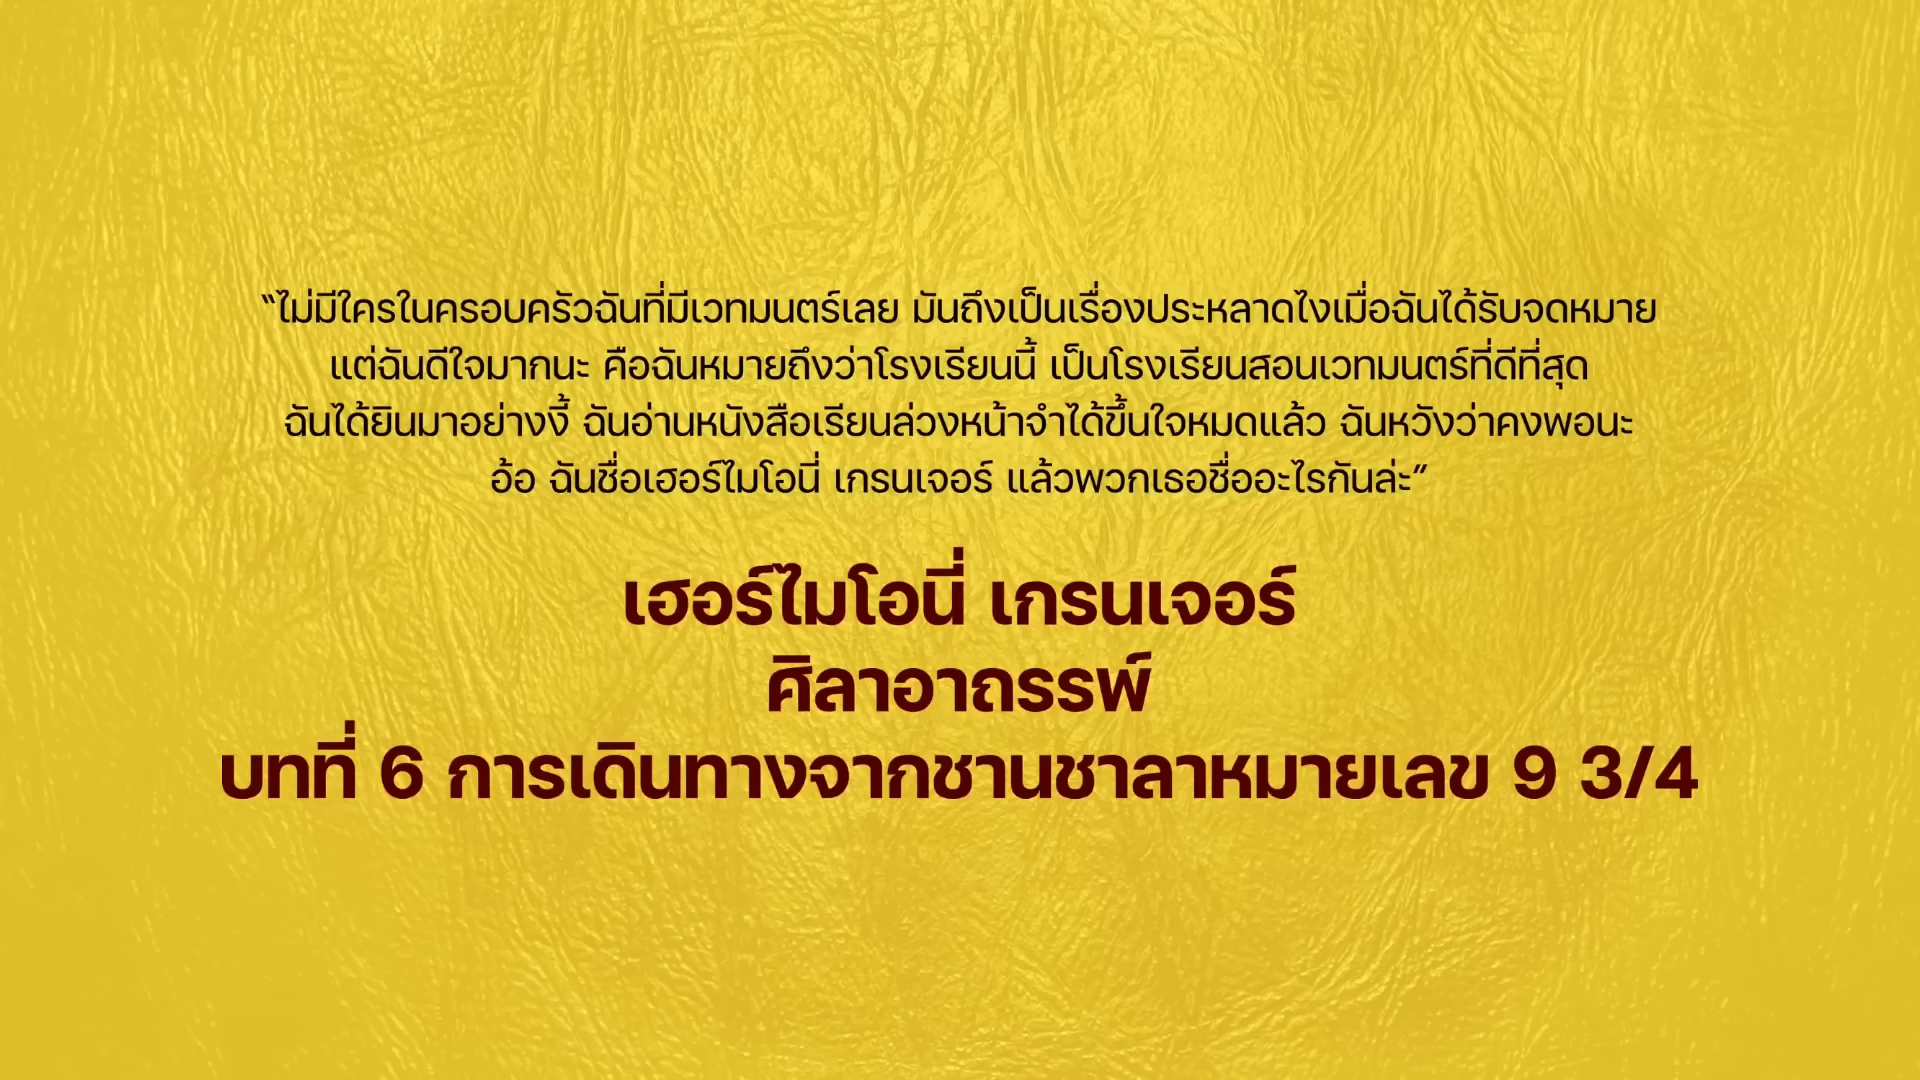 “ไม่มีใครในครอบครัวฉันที่มีเวทมนตร์เลย มันถึงเป็นเรื่องประหลาดไงเมื่อฉันได้รับจดหมาย
แต่ฉันดีใจมากนะ คือฉันหมายถึงว่าโรงเรียนนี้ เป็นโรงเรียนสอนเวทมนตร์ที่ดีที่สุด
ฉันได้ยินมาอย่างงี้ ฉันอ่านหนังสือเรียนล่วงหน้าจำได้ขึ้นใจหมดแล้ว ฉันหวังว่าคงพอนะ
อ้อ ฉันชื่อเฮอร์ไมโอนี่ เกรนเจอร์ แล้วพวกเธอชื่ออะไรกันล่ะ”
เฮอร์ไมโอนี่ เกรนเจอร์
ศิลาอาถรรพ์
บทที่ 6 การเดินทางจากชานชาลาหมายเลข 9 3/4